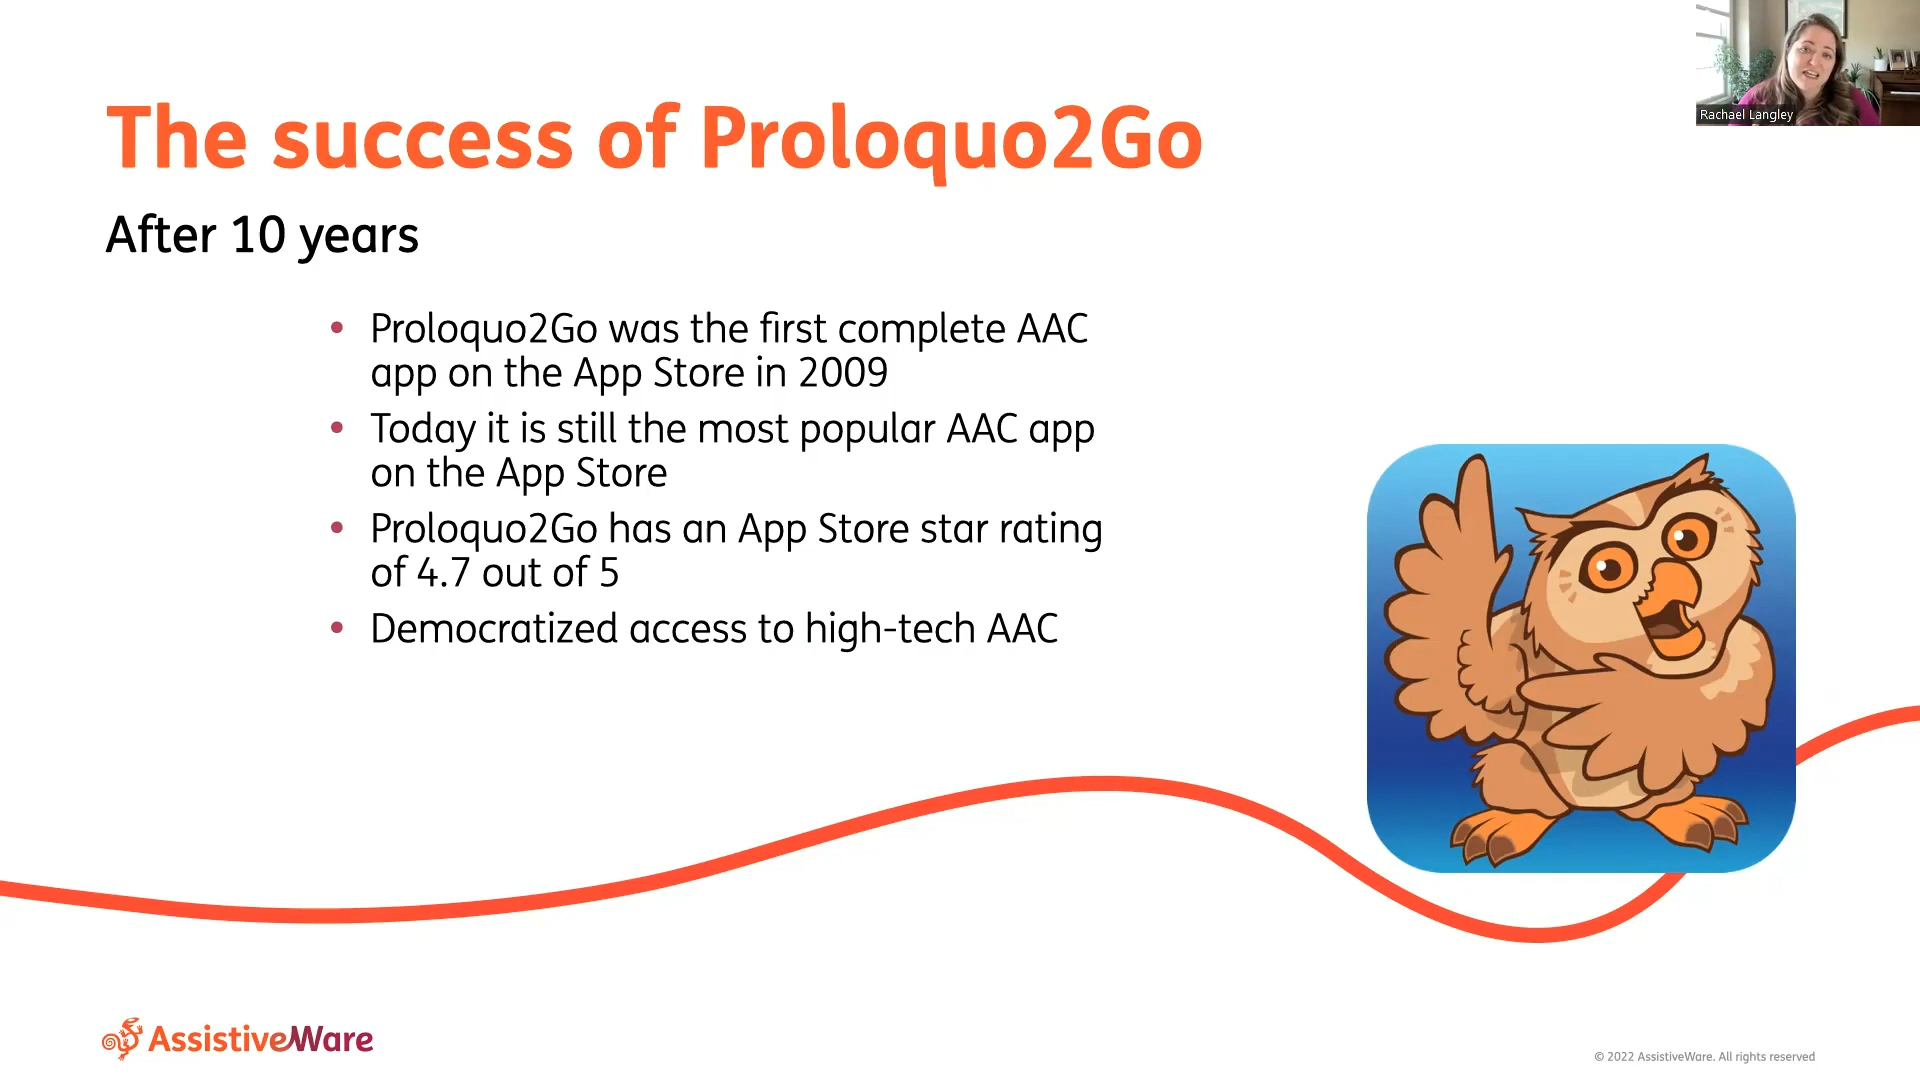 Rachael Langley
The success of Proloquo2Go
After 10 years
• Proloquo2Go was the first complete AAC
app on the App Store in 2009
• Today it is still the most popular AAC app
on the App Store
• Proloquo2Go has an App Store star rating
of 4.7 out of 5
• Democratized access to high-tech AAC
AssistiveWare
© 2022 AssistiveWare. All rights reserved